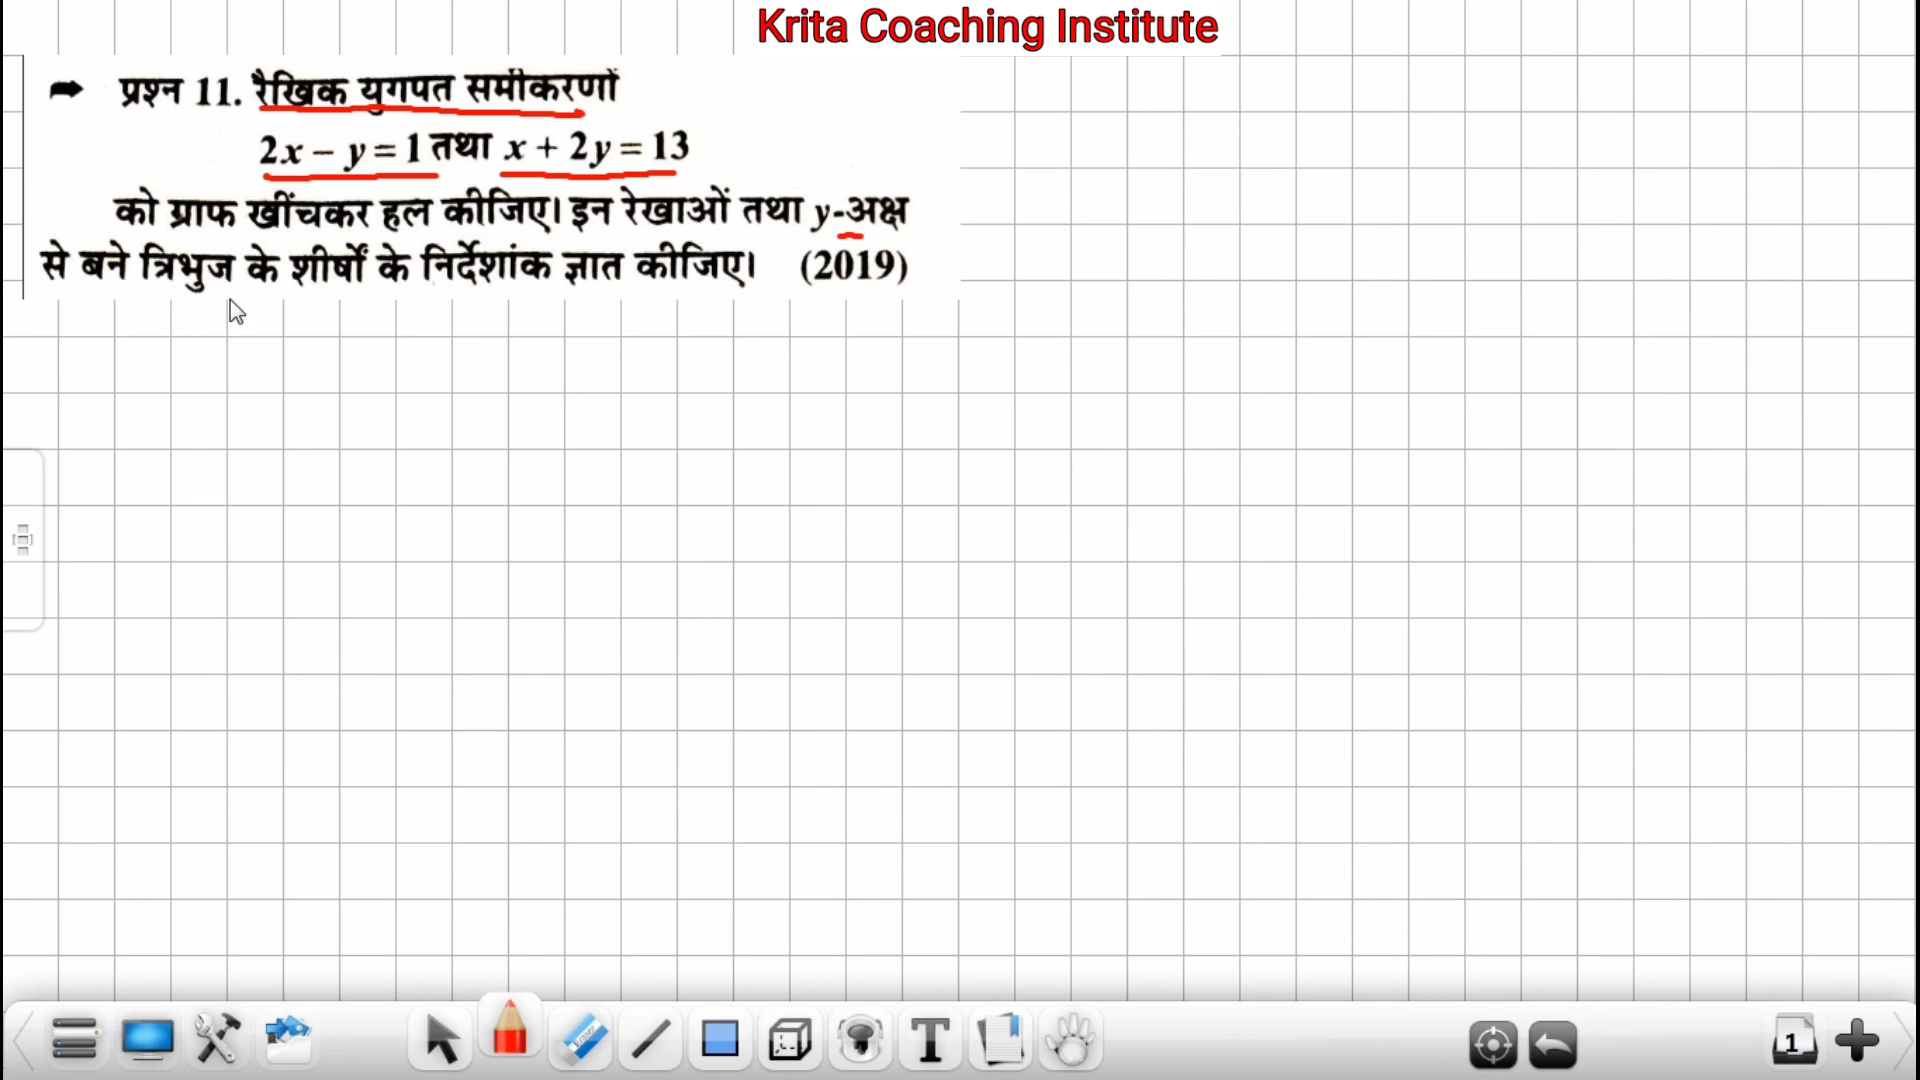 Krita Coaching Institute
➡ प्रश्न 11. रैखिक युगपत समीकरणों
2x – y = 1 तथा x + 2y = 13
को ग्राफ खींचकर हल कीजिए। इन रेखाओं तथा y-अक्ष
से बने त्रिभुज के शीर्षों के निर्देशांक ज्ञात कीजिए। (2019)
T
1